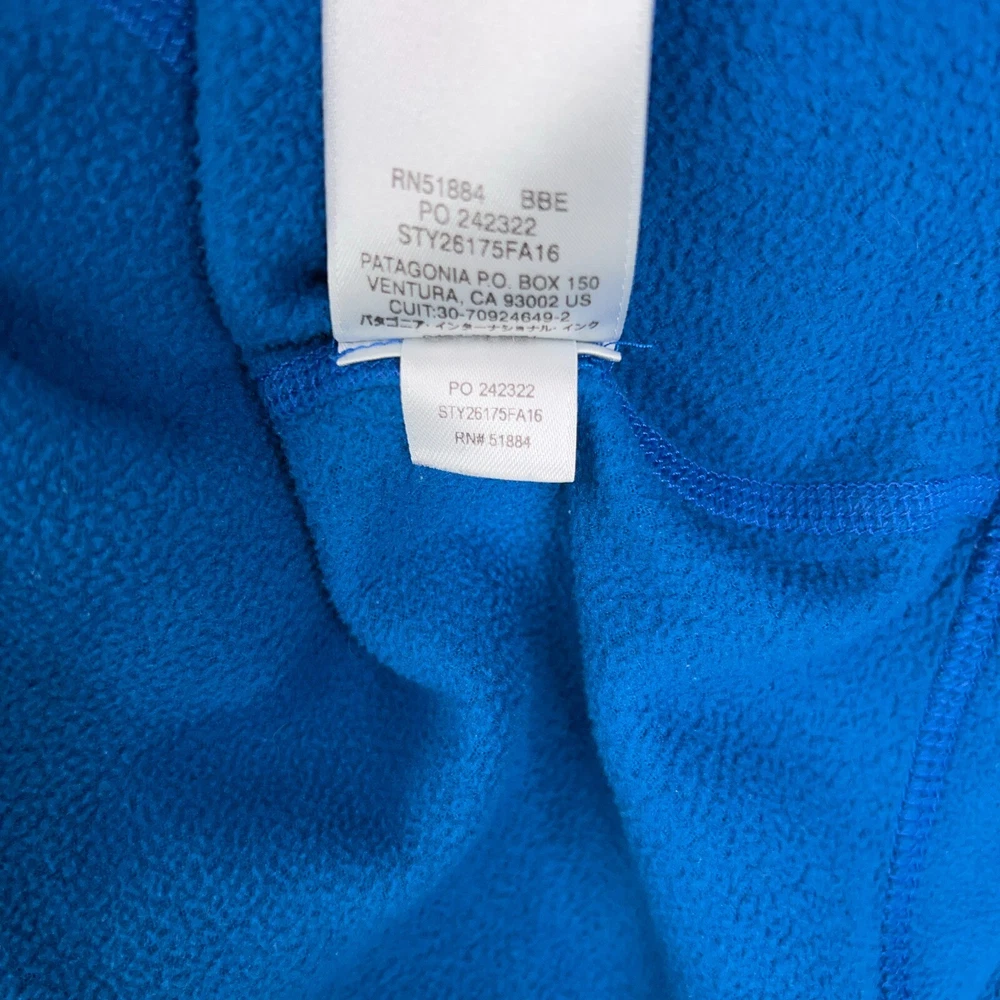 RN51884 BBE
PO 242322
STY26175FA16
PATAGONIA P.O. BOX 150
VENTURA, CA 93002 US
CUIT:30-70924649-2
パタゴニア・インターナショナル・インク
PO 242322
STY26175FA16
RN# 51884